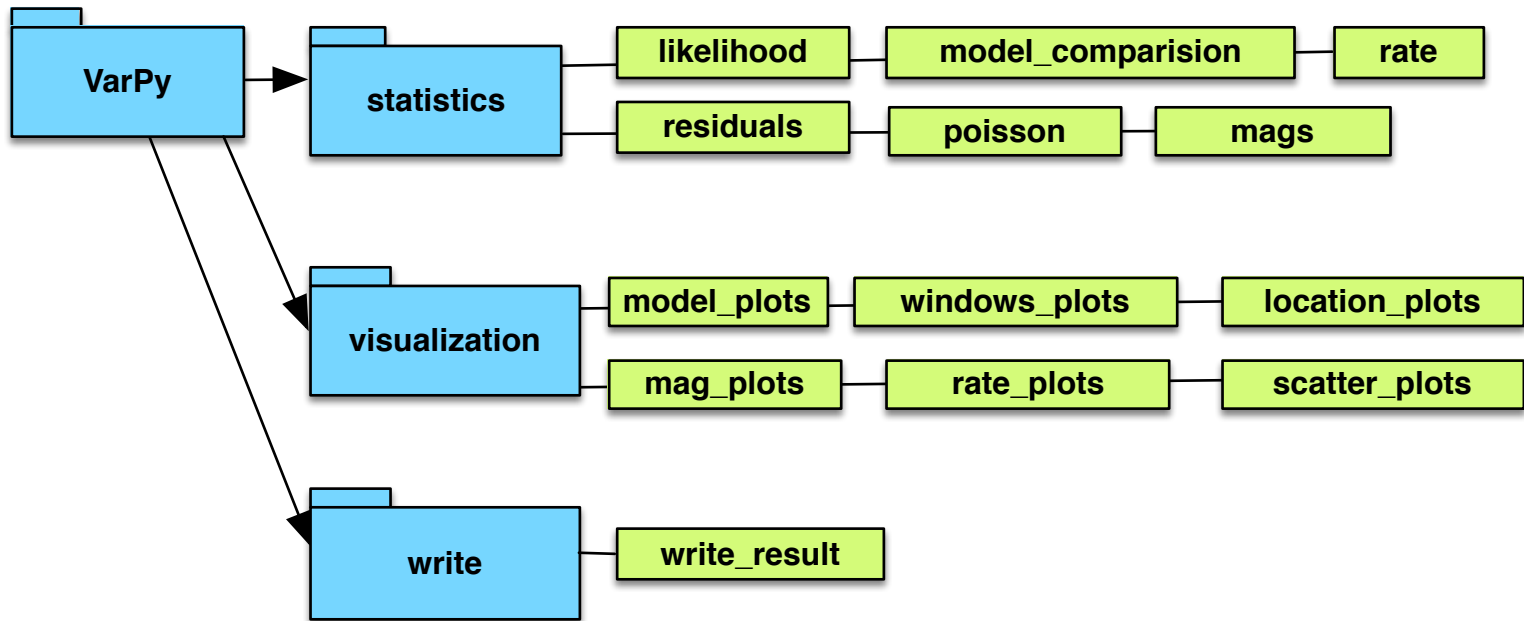 VarPy
statistics
likelihood
model_comparision
rate
residuals
poisson
mags
visualization
model_plots
windows_plots
location_plots
mag_plots
rate_plots
scatter_plots
write
write_result